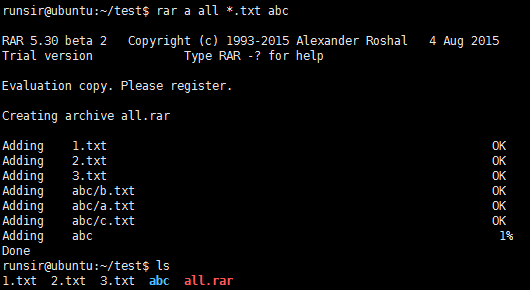 runsir@ubuntu:~/test$ rar a all *.txt abc
RAR 5.30 beta 2   Copyright (c) 1993-2015 Alexander Roshal   4 Aug 2015
Trial version             Type RAR -? for help
Evaluation copy. Please register.
Creating archive all.rar
Adding    1.txt                                                       OK
Adding    2.txt                                                       OK
Adding    3.txt                                                       OK
Adding    abc/b.txt                                                   OK
Adding    abc/a.txt                                                   OK
Adding    abc/c.txt                                                   OK
Adding    abc                                                          1%
Done
runsir@ubuntu:~/test$ ls
1.txt  2.txt  3.txt  abc  all.rar